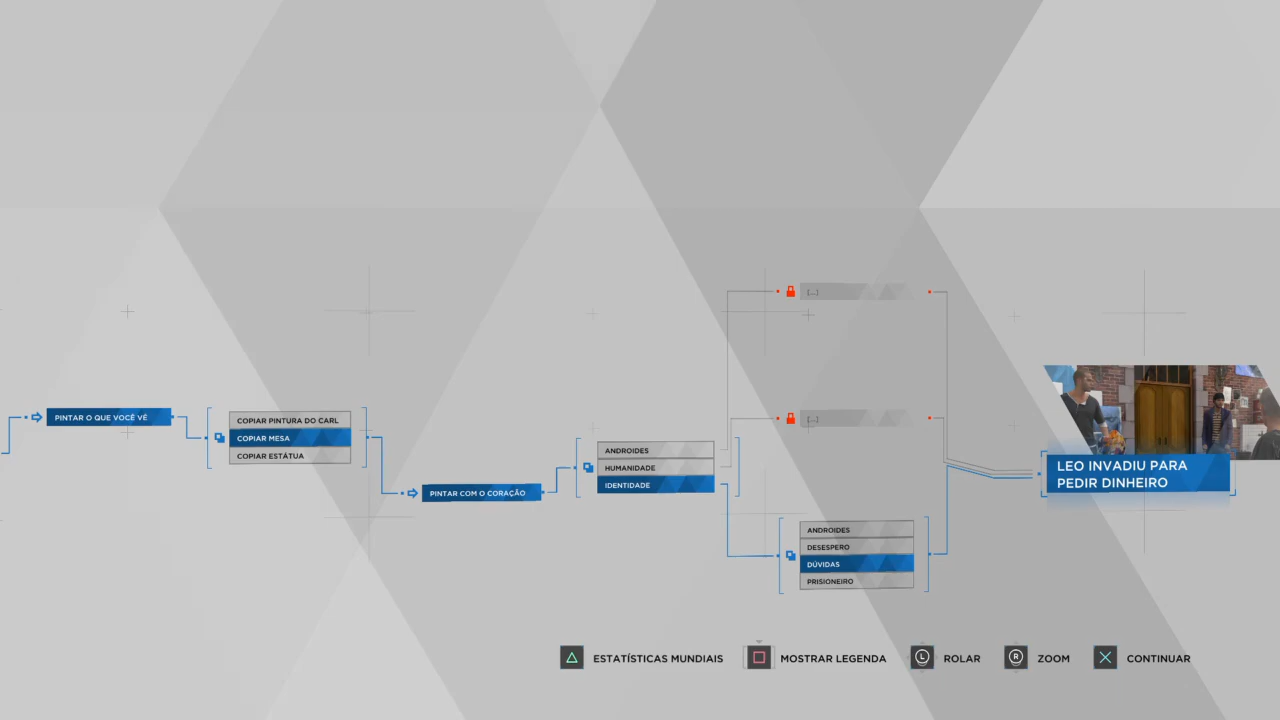 PINTAR O QUE VOCÊ VÊ
COPIAR PINTURA DO CARL
COPIAR MESA
COPIAR ESTÁTUA
PINTAR COM O CORAÇÃO
ANDROIDES
HUMANIDADE
IDENTIDADE
(...)
(...)
ANDROIDES
DESESPERO
DÚVIDAS
PRISIONEIRO
LEO INVADIU PARA
PEDIR DINHEIRO
ESTATÍSTICAS MUNDIAIS
MOSTRAR LEGENDA
L ROLAR
R ZOOM
CONTINUAR